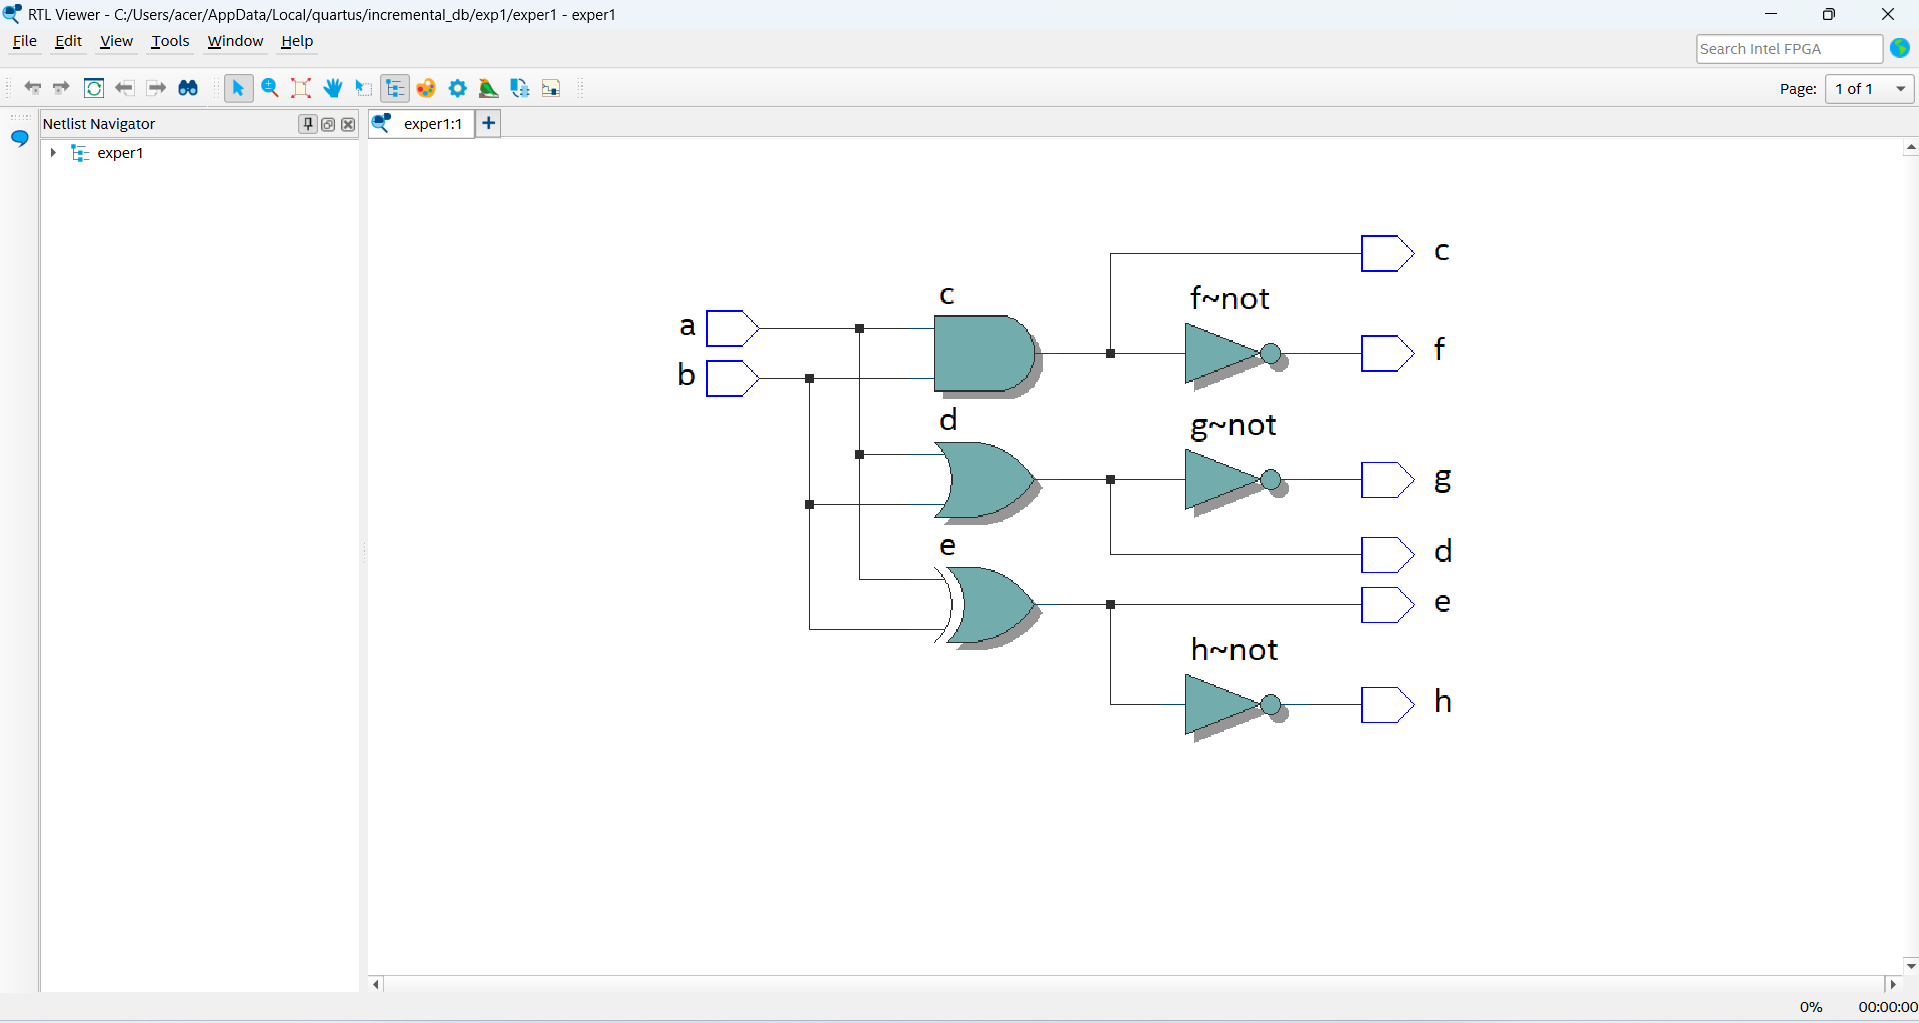 RTL Viewer - C:/Users/acer/AppData/Local/quartus/incremental_db/exp1/exper1 - exper1
File Edit View Tools Window Help
Search Intel FPGA
Page: 1 of 1
Netlist Navigator
exper1:1
exper1
c
c
f~not
a
f
b
d
g~not
g
e
d
e
h~not
h
0% 00:00:00